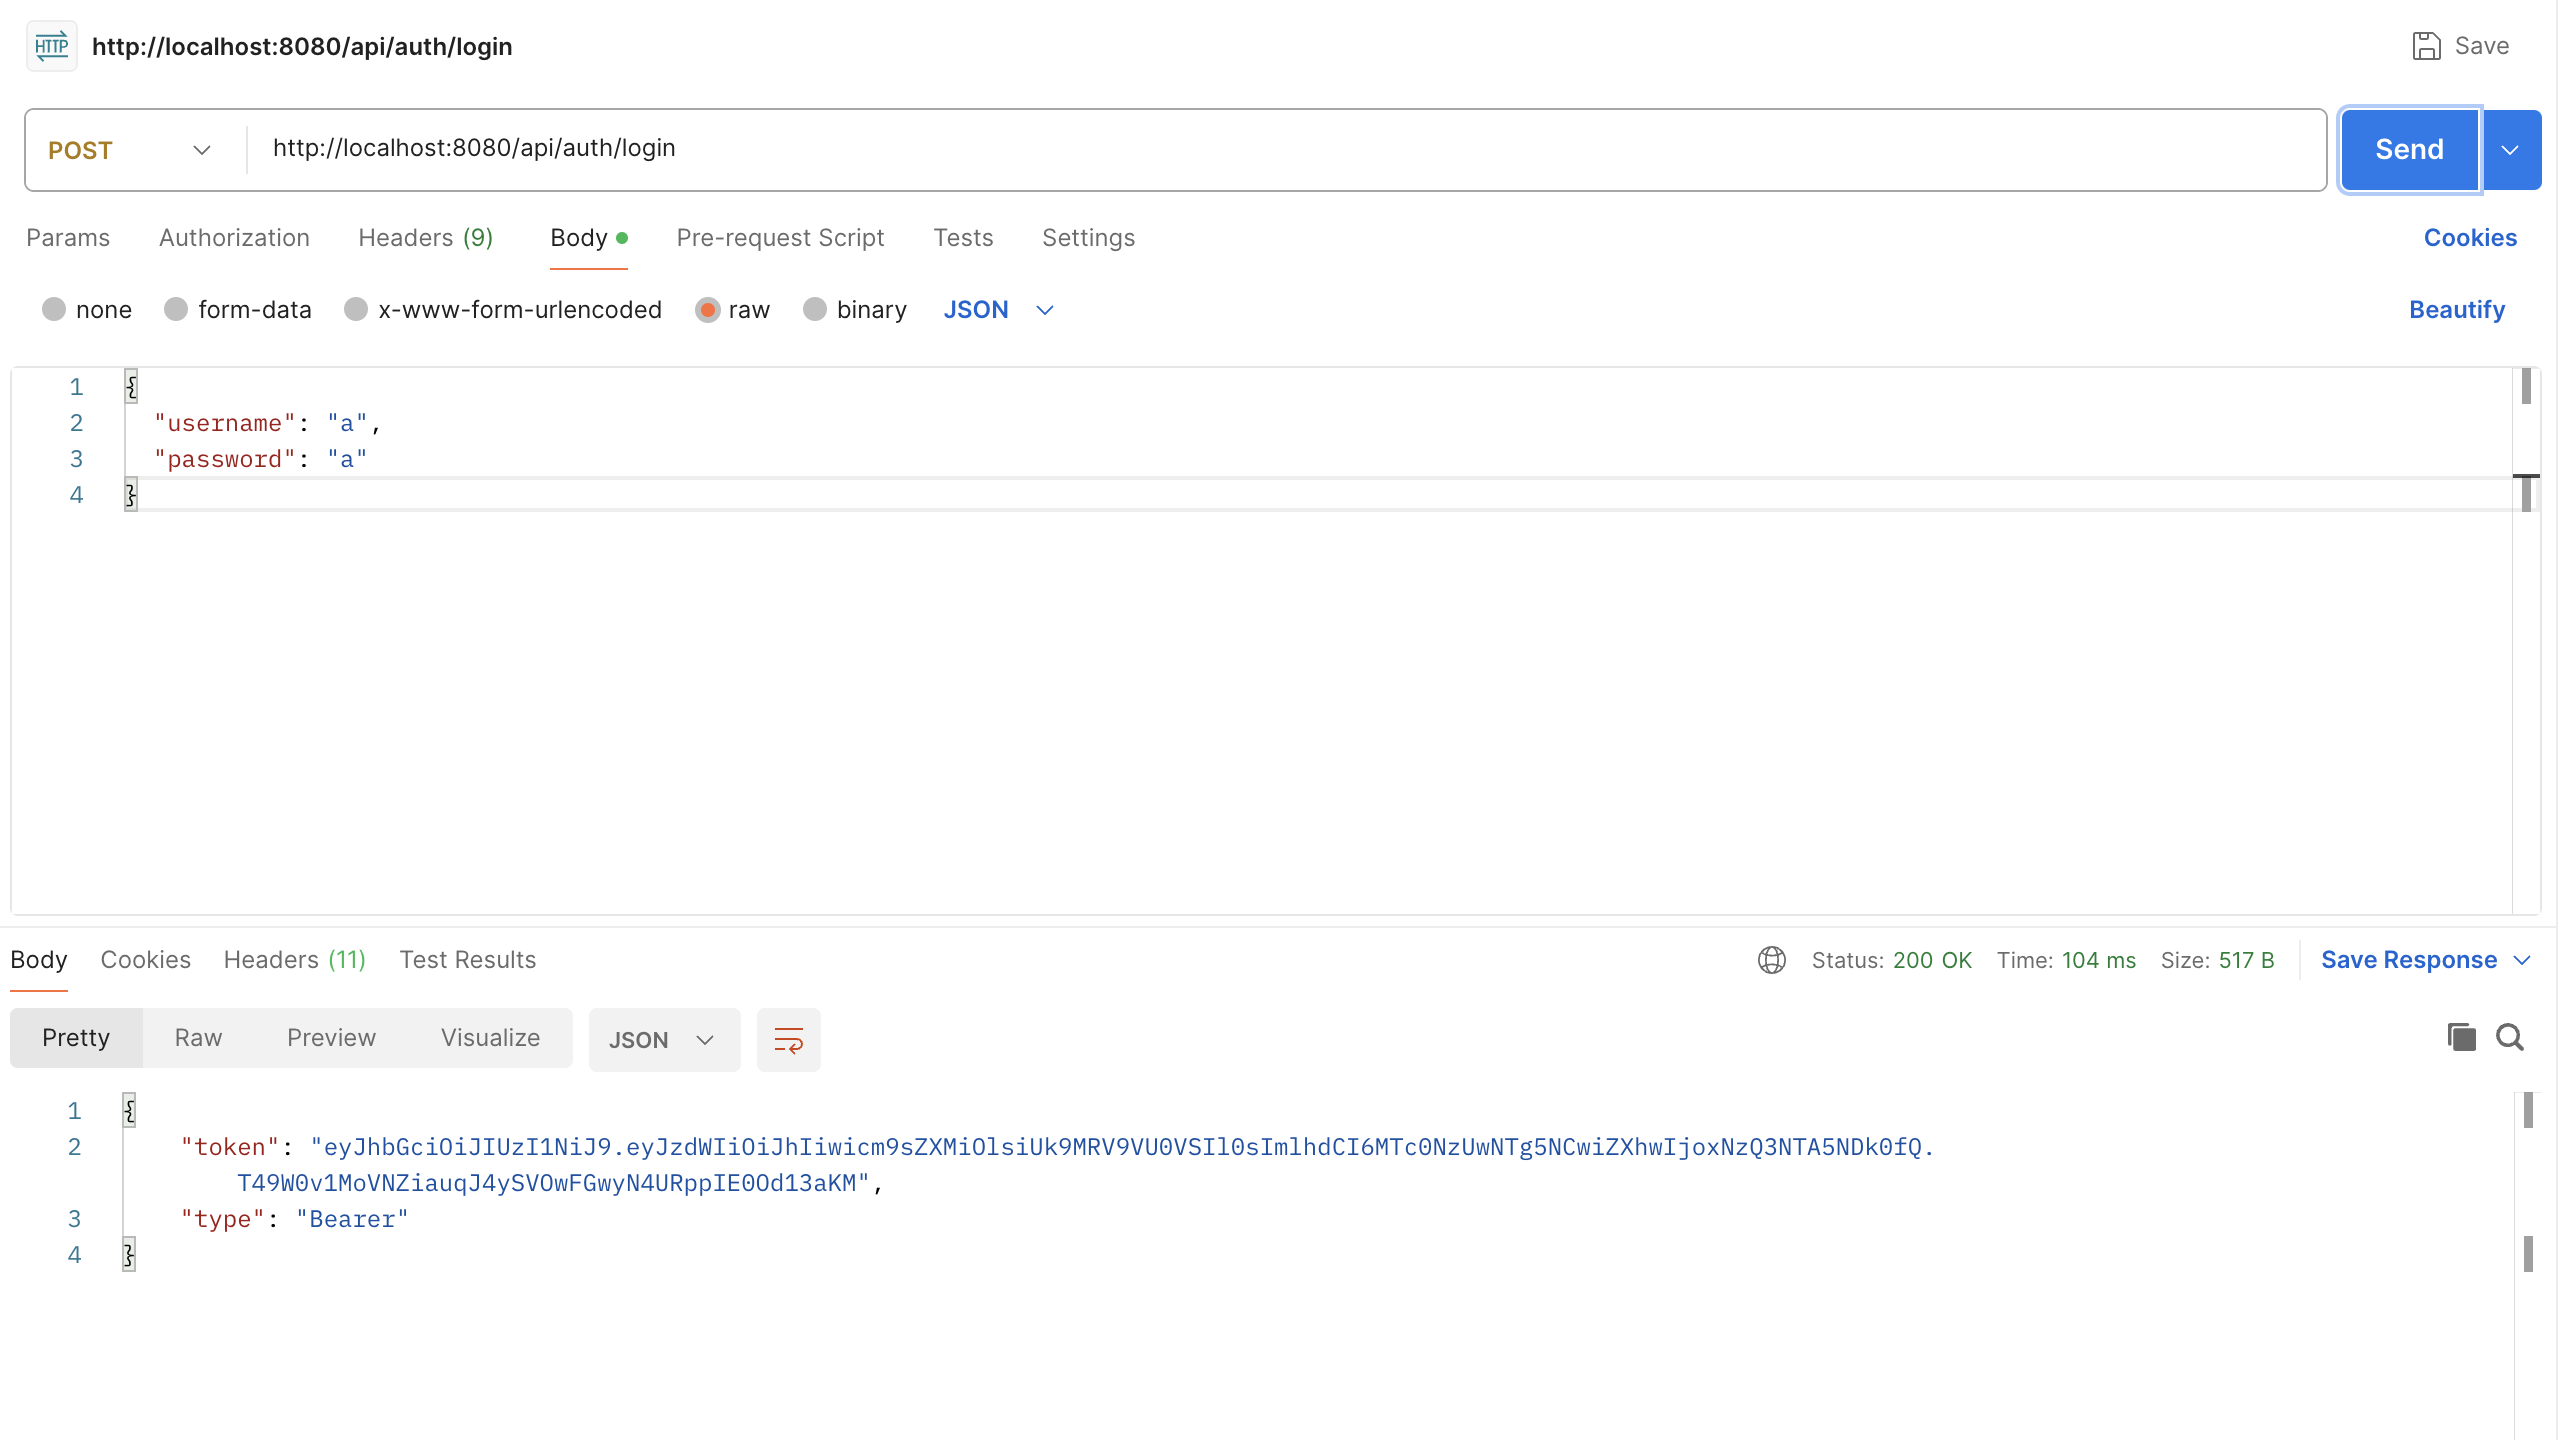 HTTP http://localhost:8080/api/auth/login Save
POST http://localhost:8080/api/auth/login Send
Params Authorization Headers (9) Body Pre-request Script Tests Settings Cookies
none form-data x-www-form-urlencoded raw binary JSON Beautify
1 {
2 "username": "a",
3 "password": "a"
4 }
Body Cookies Headers (11) Test Results Status: 200 OK Time: 104 ms Size: 517 B Save Response
Pretty Raw Preview Visualize JSON
1 {
2 "token": "eyJhbGciOiJIUzI1NiJ9.eyJzdWIiOiJhIiwicm9sZXMiOlsiUk9MRV9VU0VSIl0sImlhdCI6MTc0NzUwNTg5NCwiZXhwIjoxNzQ3NTA5NDk0fQ.
T49W0v1MoVNZiauqJ4ySVOwFGwyN4URppIE0Od13aKM",
3 "type": "Bearer"
4 }